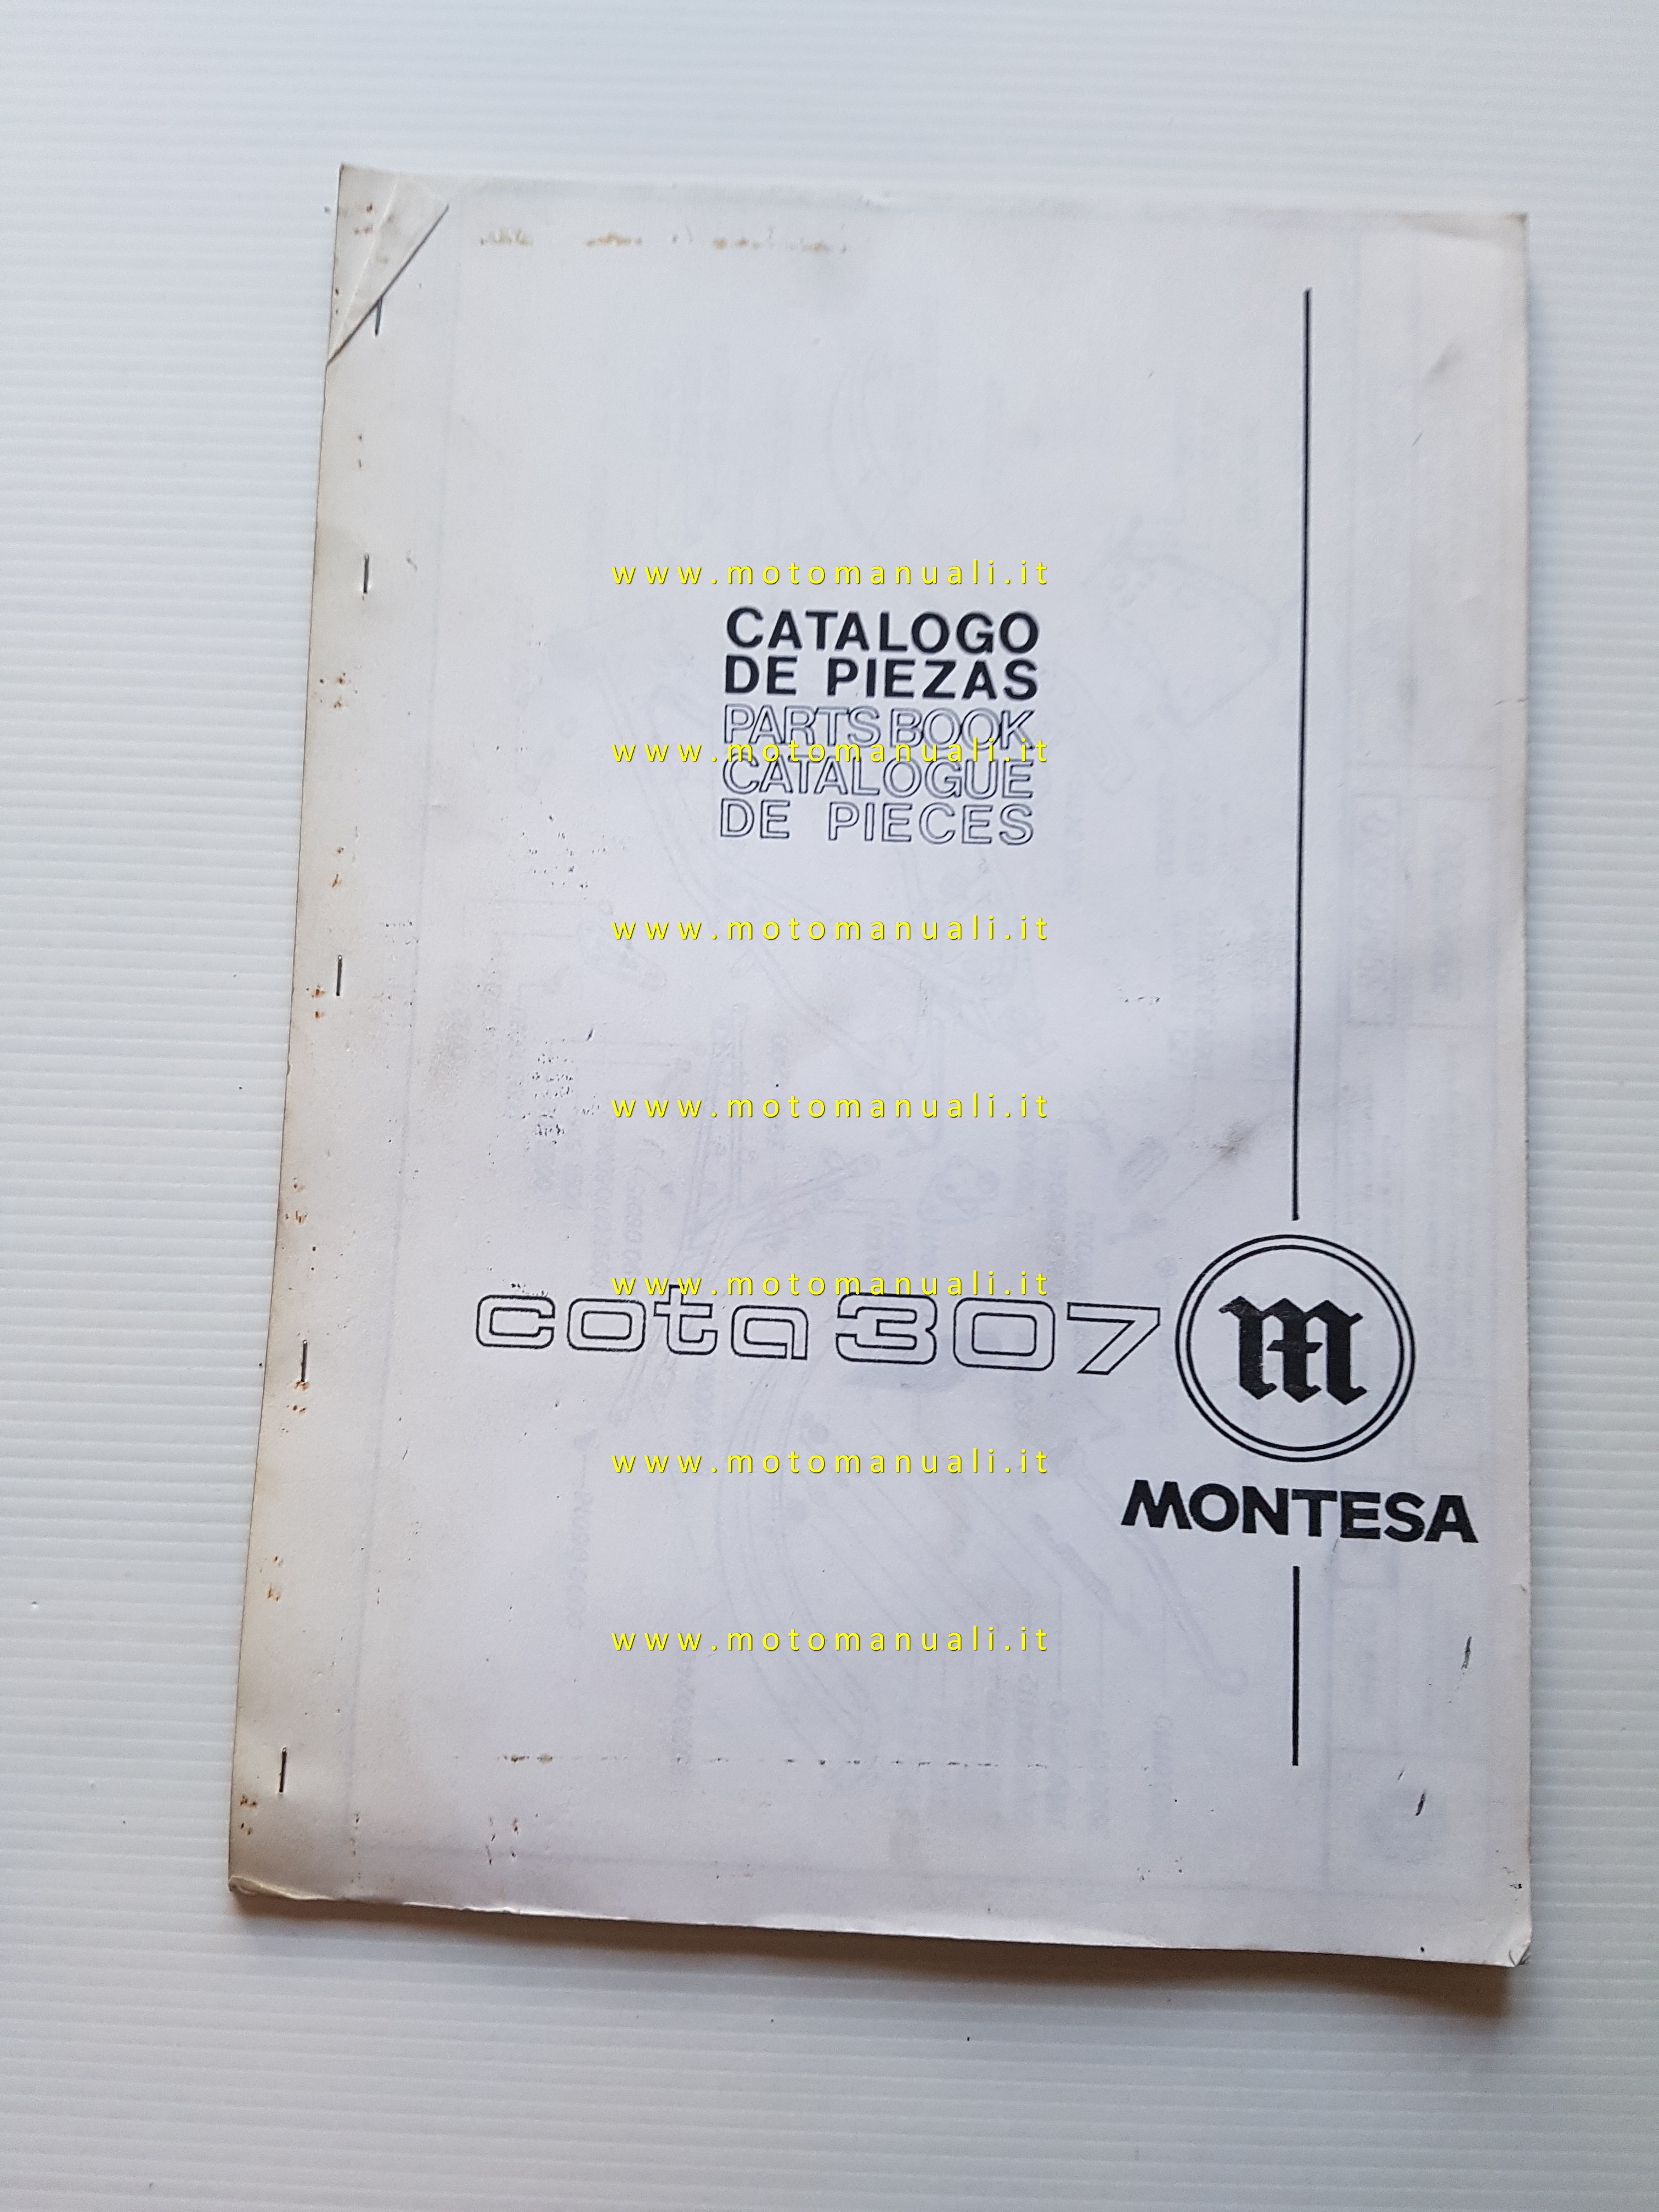 www.motomanuali.it
CATALOGO
DE PIEZAS
PARTS BOOK
www.motomanuali.it
CATALOGUE
DE PIECES
www.motomanuali.it
www.motomanuali.it
www.motomanuali.it
cota 307
M
www.motomanuali.it
MONTESA
www.motomanuali.it